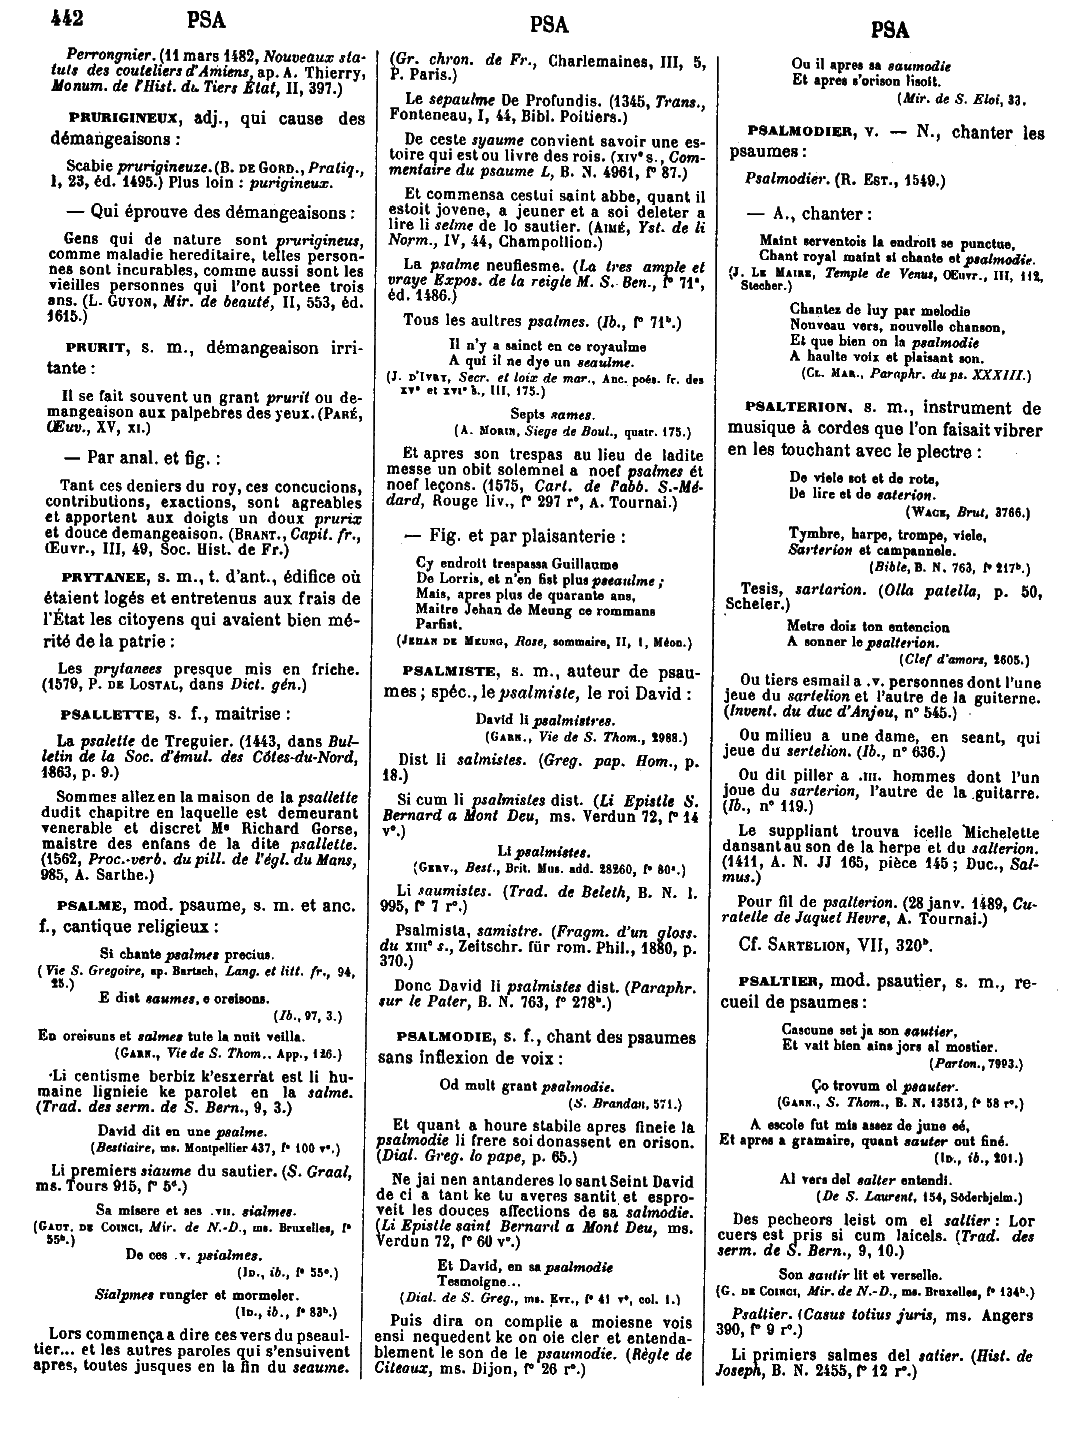 442 PSA PSA PSA
Perrongnier. (11 mars 1482, Nouveaux sta-
tuts des couteliers d'Amiens, ap. A. Thierry,
Monum. de l'Hist. du Tiers État, II, 397.)
PRURIGINEUX, adj., qui cause des
démangeaisons :
Scabie prurigineuze. (B. DE GORD., Pratiq.,
I, 23, éd. 1495.) Plus loin : purigineux.
— Qui éprouve des démangeaisons :
Gens qui de nature sont prurigineus,
comme maladie hereditaire, telles person-
nes sont incurables, comme aussi sont les
vieilles personnes qui l'ont portee trois
ans. (L. GUYON, Mir. de beauté, II, 553, éd.
1615.)
PRURIT, s. m., démangeaison irri-
tante :
Il se fait souvent un grant prurit ou de-
mangeaison aux palpebres des yeux. (PARÉ,
Œuv., XV, XI.)
— Par anal. et fig. :
Tant ces deniers du roy, ces concucions,
contributions, exactions, sont agreables
et apportent aux doigts un doux prurix
et douce demangeaison. (BRANT., Capit. fr.,
Œuvr., III, 49, Soc. Hist. de Fr.)
PRYTANEE, s. m., t. d'ant., édifice où
étaient logés et entretenus aux frais de
l'État les citoyens qui avaient bien mé-
rité de la patrie :
Les prytanees presque mis en friche.
(1579, P. DE LOSTAL, dans Dict. gén.)
PSALLETTE, s. f., maitrise :
La psalette de Treguier. (1443, dans Bul-
letin de la Soc. d'émul. des Côtes-du-Nord,
1863, p. 9.)
Sommes allez en la maison de la psallette
dudit chapitre en laquelle est demeurant
venerable et discret Me Richard Gorse,
maistre des enfans de la dite psallette.
(1562, Proc.-verb. du pill. de l'égl. du Mans,
985, A. Sarthe.)
PSALME, mod. psaume, s. m. et anc.
f., cantique religieux :
Si chante psalmes precius.
(Vie S. Gregoire, ap. Bartsch, Lang. et litt. fr., 94,
25.)
E dist saumes, e oreisons.
(Ib., 97, 3.)
En oreisuns et salmes tute la nuit veilla.
(GARN., Vie de S. Thom., App., 126.)
Li centisme berbiz k'esxerrat est li hu-
maine lignieie ke parolet en la salme.
(Trad. des serm. de S. Bern., 9, 3.)
David dit en une psalme.
(Bestiaire, ms. Montpellier 437, f° 100 v°.)
Li premiers siaume du sautier. (S. Graal,
ms. Tours 915, f° 5d.)
Sa misere et ses .VII. sialmes.
(GAUT. DE COINCI, Mir. de N.-D., ms. Bruxelles, f°
55b.)
De ces .V. psialmes.
(ID., ib., f° 55c.)
Sialpmes rungier et mormeler.
(ID., ib., f° 83b.)
Lors commença a dire ces vers du pseaul-
tier... et les autres paroles qui s'ensuivent
apres, toutes jusques en la fin du seaume.
(Gr. chron. de Fr., Charlemaines, III, 5,
P. Paris.)
Le sepaulme De Profundis. (1345, Trans.,
Fonteneau, I, 44, Bibl. Poitiers.)
De ceste syaume convient savoir une es-
toire qui est ou livre des rois. (XIVe s., Com-
mentaire du psaume L, B. N. 4961, f° 87.)
Et commensa cestui saint abbe, quant il
estoit jovene, a jeuner et a soi deleter a
lire li selme de lo sautier. (AIMÉ, Yst. de li
Norm., IV, 44, Champollion.)
La psalme neufiesme. (La tres ample et
vraye Expos. de la reigle M. S. Ben., f° 71a,
éd. 1486.)
Tous les aultres psalmes. (Ib., f° 71b.)
Il n'y a sainct en ce royaulme
A qui il ne dye un seaulme.
(J. D'IVRY, Secr. et loix de mar., Anc. poés. fr. des
XVe et XVIe s., III, 175.)
Septs sames.
(A. MORIN, Siege de Boul., quatr. 175.)
Et apres son trespas au lieu de ladite
messe un obit solemnel a noef psalmes et
noef leçons. (1575, Cart. de l'abb. S.-Mé-
dard, Rouge liv., f° 297 r°, A. Tournai.)
— Fig. et par plaisanterie :
Cy endroit trespassa Guillaume
De Lorris, et n'en fist plus pseaulme ;
Mais, apres plus de quarante ans,
Maitre Jehan de Meung ce rommans
Parfist.
(JEHAN DE MEUNG, Rose, sommaire, II, 1, Méon.)
PSALMISTE, s. m., auteur de psau-
mes ; spéc., le psalmiste, le roi David :
David li psalmistres.
(GARN., Vie de S. Thom., 2988.)
Dist li salmistes. (Greg. pap. Hom., p.
18.)
Si cum li psalmistes dist. (Li Epistle S.
Bernard a Mont Deu, ms. Verdun 72, f° 14
v°.)
Li psalmistes.
(GERV., Best., Brit. Mus. add. 28260, f° 80a.)
Li saumistes. (Trad. de Beleth, B. N. l.
995, f° 7 r°.)
Psalmista, samistre. (Fragm. d'un gloss.
du XIIIe s., Zeitschr. für rom. Phil., 1880, p.
370.)
Donc David li psalmistes dist. (Paraphr.
sur le Pater, B. N. 763, f° 278b.)
PSALMODIE, s. f., chant des psaumes
sans inflexion de voix :
Od mult grant psalmodie.
(S. Brandan, 571.)
Et quant a houre stabile apres fineie la
psalmodie li frere soi donassent en orison.
(Dial. Greg. lo pape, p. 65.)
Ne jai nen antanderes lo sant Seint David
de ci a tant ke tu averes santit et espro-
veit les douces affections de sa salmodie.
(Li Epistle saint Bernard a Mont Deu, ms.
Verdun 72, f° 60 v°.)
Et David, en sa psalmodie
Tesmoigne...
(Dial. de S. Greg., ms. Evr., f° 41 v°, col. 1.)
Puis dira on complie a moiesne vois
ensi nequedent ke on oie cler et entenda-
blement le son de le psaumodie. (Règle de
Citeaux, ms. Dijon, f° 26 r°.)
Ou il apres sa saumodie
Et apres s'orison lisoit.
(Mir. de S. Eloi, 33.
PSALMODIER, v. — N., chanter les
psaumes :
Psalmodier. (R. EST., 1549.)
— A., chanter :
Maint serventois la endroit se punctue,
Chant royal maint si chante et psalmodie.
(J. LE MAIRE, Temple de Venus, Œuvr., III, 112,
Stecher.)
Chantez de luy par melodie
Nouveau vers, nouvelle chanson,
Et que bien on la psalmodie
A haulte voix et plaisant son.
(CL. MAR., Paraphr. du ps. XXXIII.)
PSALTERION, s. m., instrument de
musique à cordes que l'on faisait vibrer
en les touchant avec le plectre :
De viele sot et de rote,
De lire et de saterion.
(WACE, Brut, 3766.)
Tymbre, harpe, trompe, viele,
Sarterion et campannele.
(Bible, B. N. 763, f° 217b.)
Tesis, sartarion. (Olla patella, p. 50,
Scheler.)
Metre doiz ton entencion
A sonner le psalterion.
(Clef d'amors, 2605.)
Ou tiers esmail a .V. personnes dont l'une
jeue du sartelion et l'autre de la guiterne.
(Invent. du duc d'Anjou, n° 545.)
Ou milieu a une dame, en seant, qui
jeue du sertelion. (Ib., n° 636.)
Ou dit piller a .III. hommes dont l'un
joue du sarterion, l'autre de la guitarre.
(Ib., n° 119.)
Le suppliant trouva icelle Michelette
dansant au son de la herpe et du salterion.
(1411, A. N. JJ 165, pièce 145 ; Duc., Sal-
mus.)
Pour fil de psalterion. (28 janv. 1489, Cu-
ratelle de Jaquet Hevre, A. Tournai.)
Cf. SARTELION, VII, 320b.
PSALTIER, mod. psautier, s. m., re-
cueil de psaumes :
Cascune set ja son sautier,
Et vait bien ains jors al mostier.
(Parton., 7993.)
Ço trovum el psauter.
(GARN., S. Thom., B. N. 13513, f° 58 r°.)
A escole fut mis assez de june eé,
Et apres a gramaire, quant sauter out finé.
(ID., ib., 201.)
Al vers del salter entendi.
(De S. Laurent, 154, Söderhjelm.)
Des pecheors leist om el saltier : Lor
cuers est pris si cum laicels. (Trad. des
serm. de S. Bern., 9, 10.)
Son sautir lit et verselle.
(G. DE COINCI, Mir. de N.-D., ms. Bruxelles, f° 134b.)
Psaltier. (Casus totius juris, ms. Angers
390, f° 9 r°.)
Li primiers salmes del satier. (Hist. de
Joseph, B. N. 2455, f° 12 r°.)